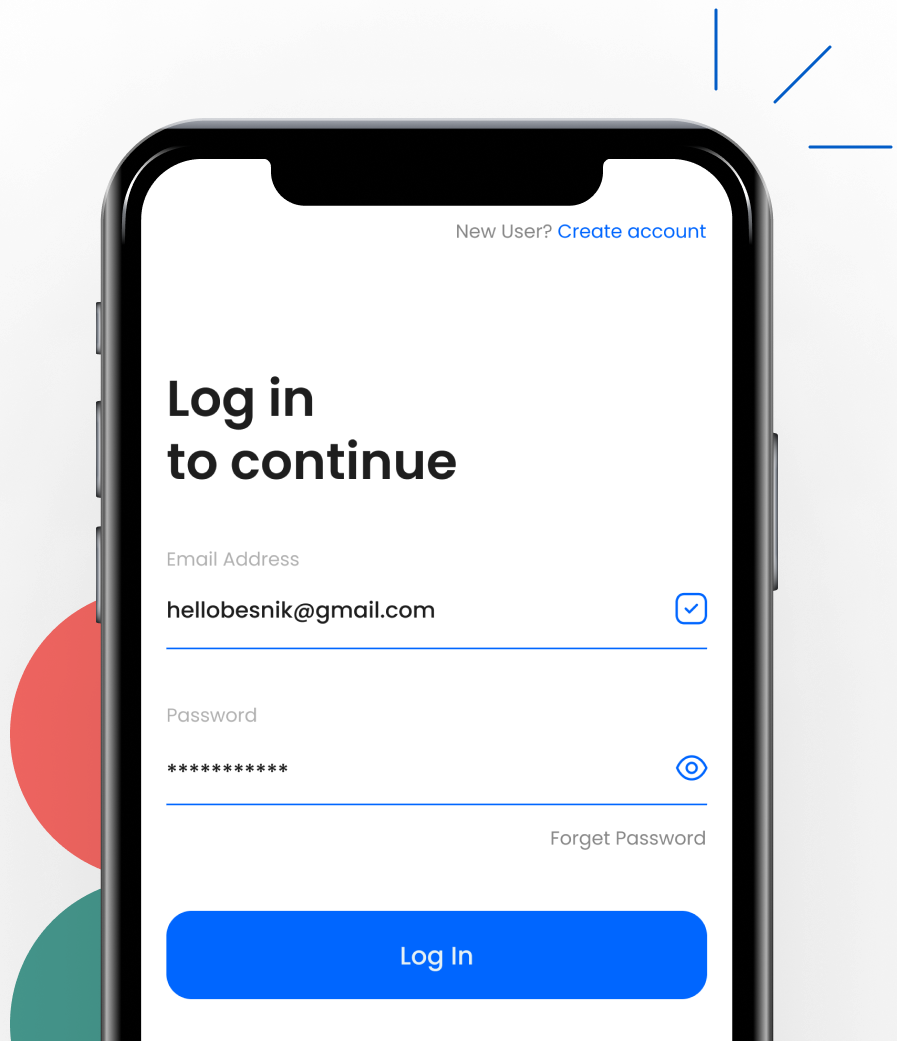 New User? Create account
Log in
to continue
Email Address
hellobesnik@gmail.com
Password
***********
Forget Password
Log In